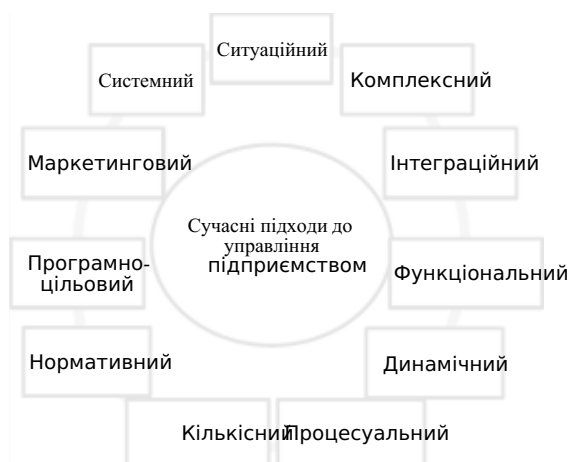 Ситуаційний
Системний
Комплексний
Маркетинговий
Інтеграційний
Сучасні підходи до
управління
підприємством
Програмно-
цільовий
Функціональний
Нормативний
Динамічний
Кількісний
Процесуальний